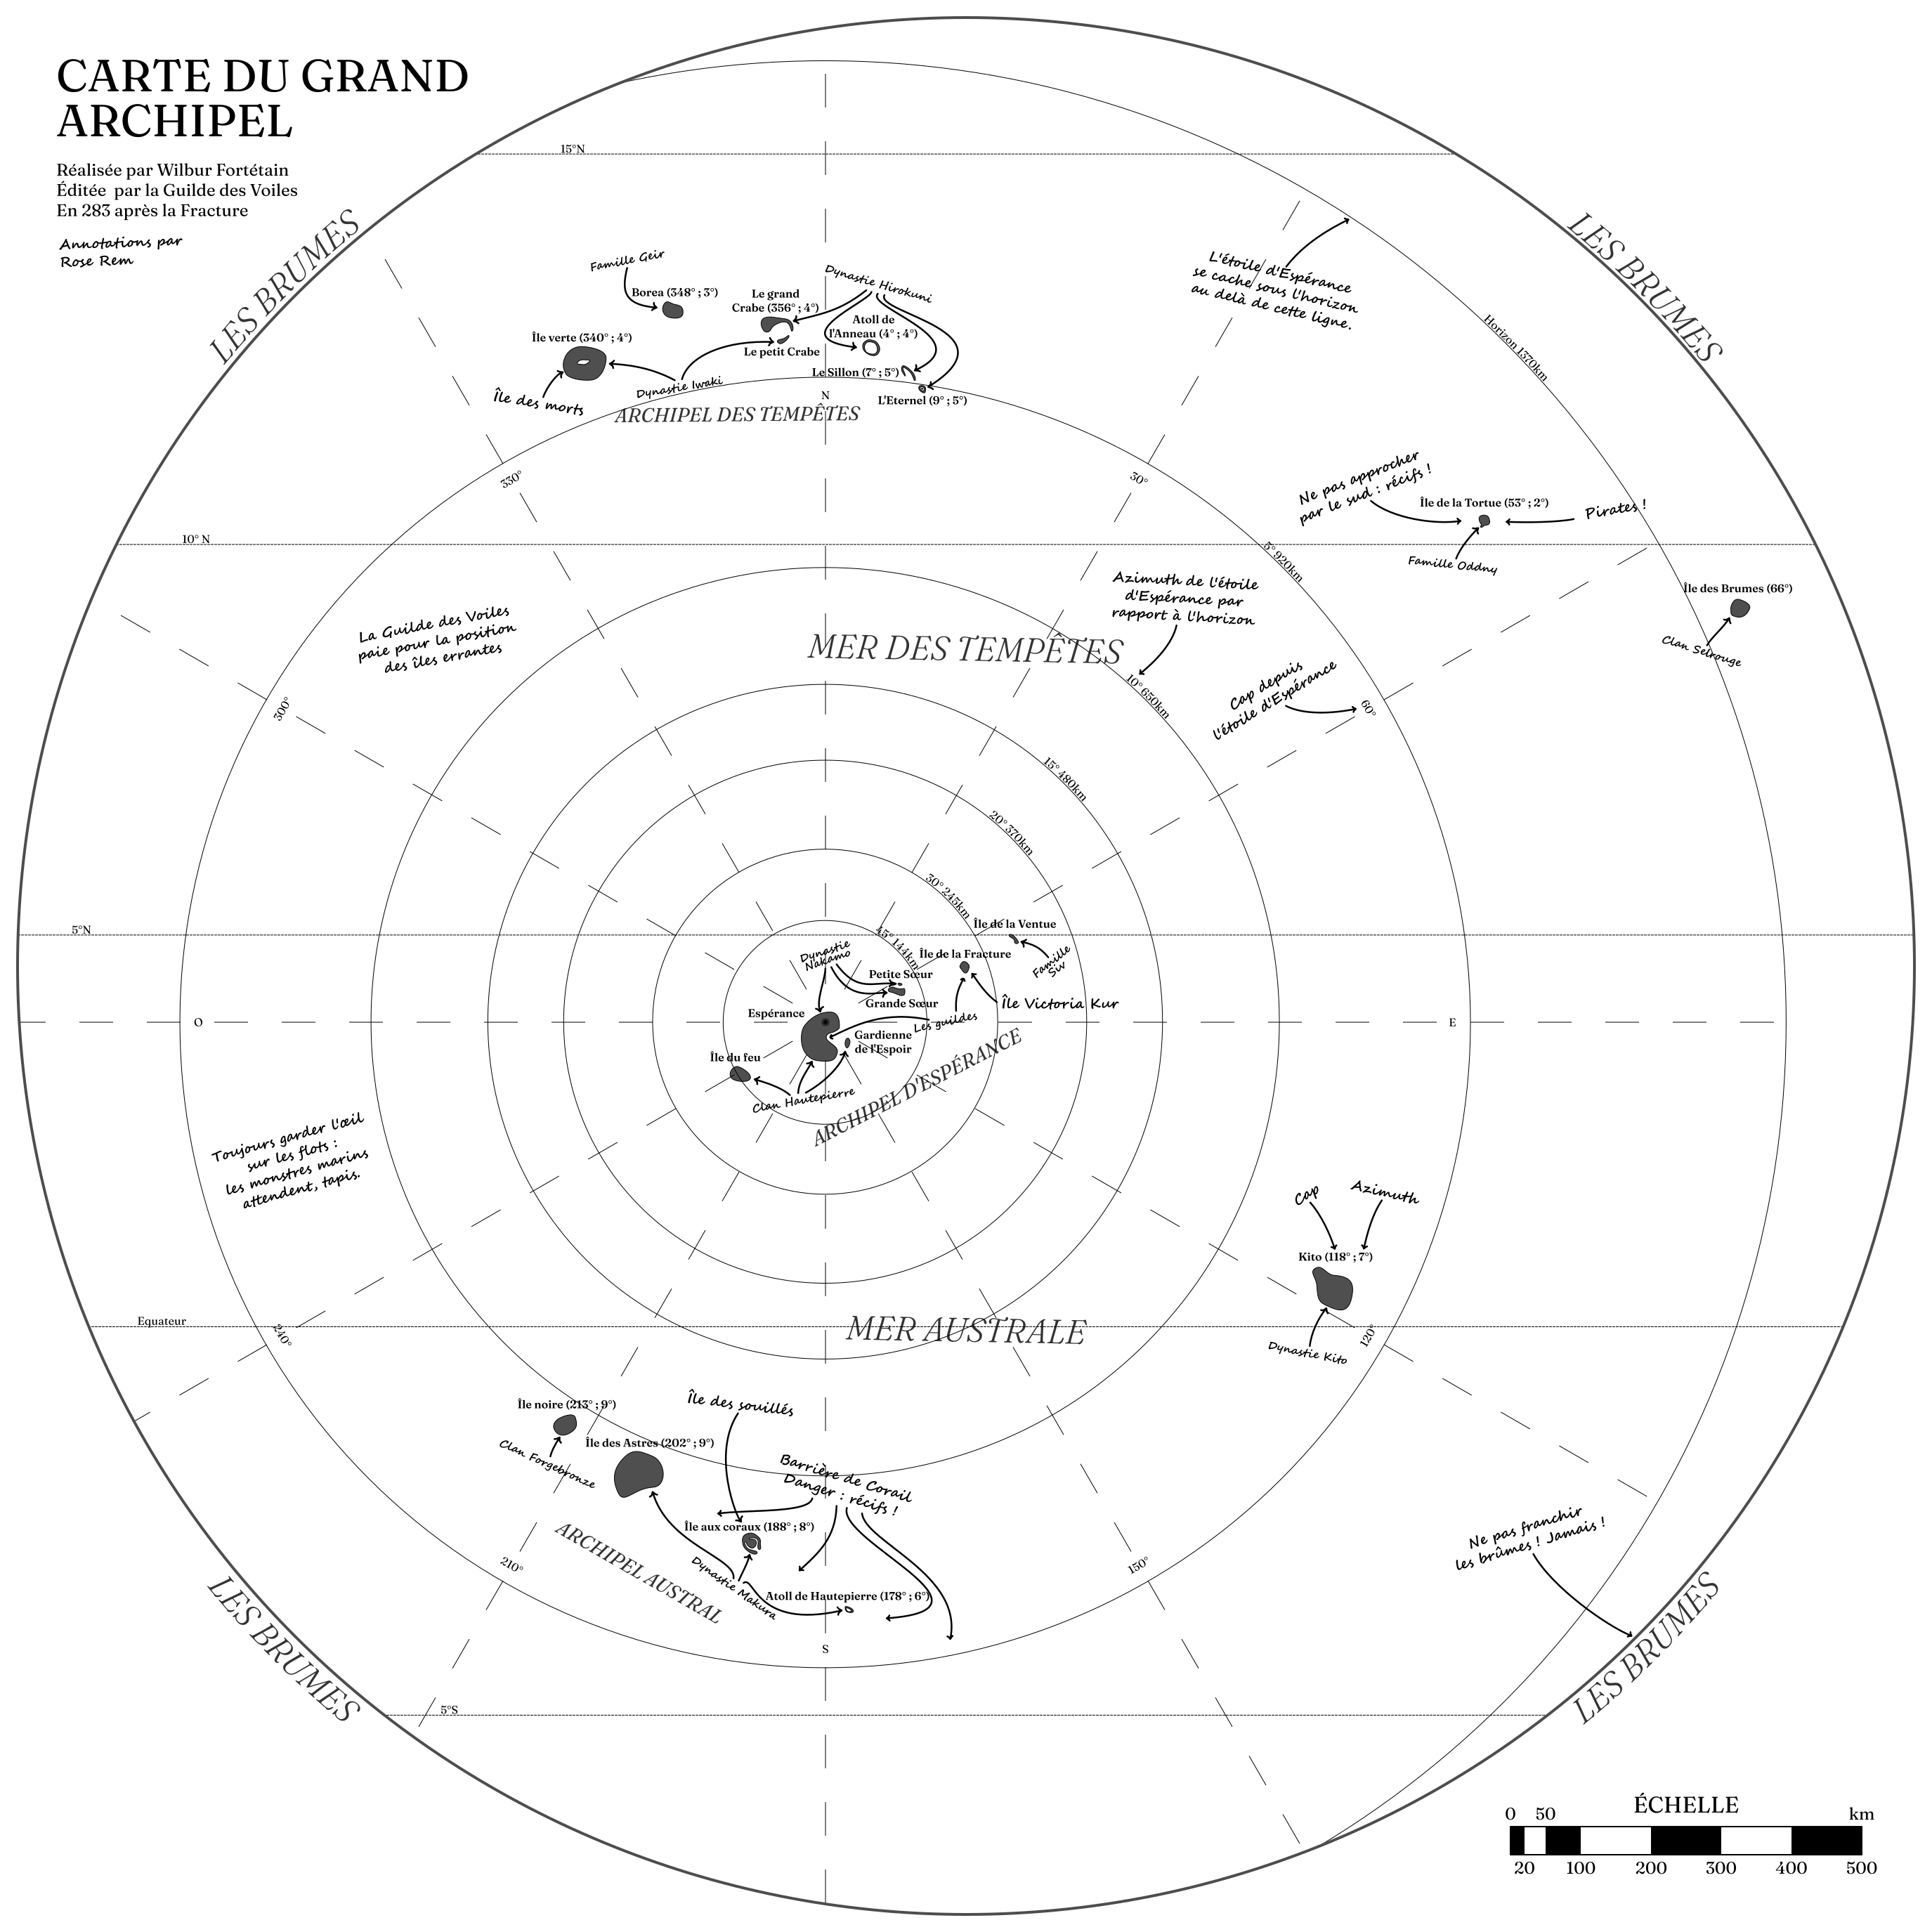 CARTE DU GRAND
ARCHIPEL
Réalisée par Wilbur Fortétain
Éditée  par la Guilde des Voiles
En 283 après la Fracture
Annotations par
Rose Rem
LES BRUMES
LES BRUMES
15°N
Famille Geir
Borea (348° ; 3°)
Le grand
Crabe (356° ; 4°)
Dynastie Hirokuni
Atoll de
l'Anneau (4° ; 4°)
Île verte (340° ; 4°)
Le petit Crabe
Le Sillon (7° ; 5°)
Dynastie Iwaki
Île des morts
L'Eternel (9° ; 5°)
N
ARCHIPEL DES TEMPÊTES
L'étoile d'Espérance
se cache sous l'horizon
au delà de cette ligne.
Horizon 1370km
330°
30°
Ne pas approcher
par le sud : récifs !
Île de la Tortue (53° ; 2°)
Pirates !
Famille Oddny
10° N
5° 920km
Azimuth de l'étoile
d'Espérance par
rapport à l'horizon
Île des Brumes (66°)
Clan Selrouge
La Guilde des Voiles
paie pour la position
des îles errantes
MER DES TEMPÊTES
10° 650km
Cap depuis
l'étoile d'Espérance
300°
60°
15° 480km
20° 370km
30° 245km
45° 144km
5°N
Île de la Ventue
Famille
Siv
Dynastie
Nakamo
Île de la Fracture
Petite Sœur
Grande Sœur
Île Victoria Kur
Espérance
Les guildes
O
E
Gardienne
de l'Espoir
Île du feu
Clan Hautepierre
ARCHIPEL D'ESPÉRANCE
Toujours garder l'œil
sur les flots :
les monstres marins
attendent, tapis.
Cap
Azimuth
Kito (118° ; 7°)
Dynastie Kito
Equateur
MER AUSTRALE
240°
120°
Île noire (213° ; 9°)
Clan Forgebronze
Île des souillés
Île des Astres (202° ; 9°)
Barrière de Corail
Danger : récifs !
Île aux coraux (188° ; 8°)
Dynastie Makura
Atoll de Hautepierre (178° ; 6°)
ARCHIPEL AUSTRAL
210°
150°
S
Ne pas franchir
les brûmes ! Jamais !
LES BRUMES
LES BRUMES
5°S
ÉCHELLE
0 50 km
20 100 200 300 400 500